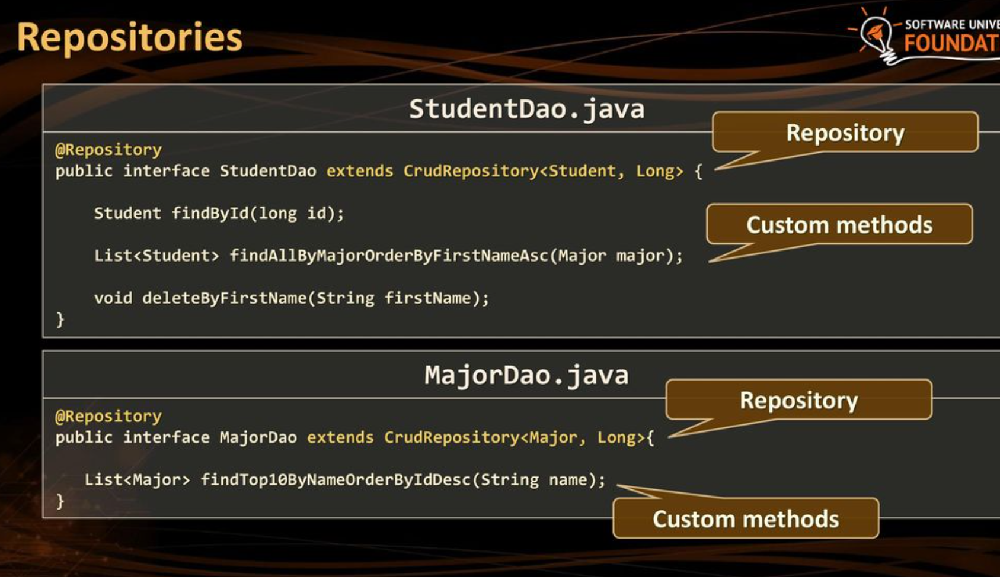 Repositories
SOFTWARE UNIVE
FOUNDAT
StudentDao.java
Repository
@Repository
public interface StudentDao extends CrudRepository<Student, Long> {
Student findById(long id);
Custom methods
List<Student> findAllByMajorOrderByFirstNameAsc(Major major);
void deleteByFirstName(String firstName);
}
MajorDao.java
Repository
@Repository
public interface MajorDao extends CrudRepository<Major, Long>{
List<Major> findTop10ByNameOrderByIdDesc(String name);
}
Custom methods